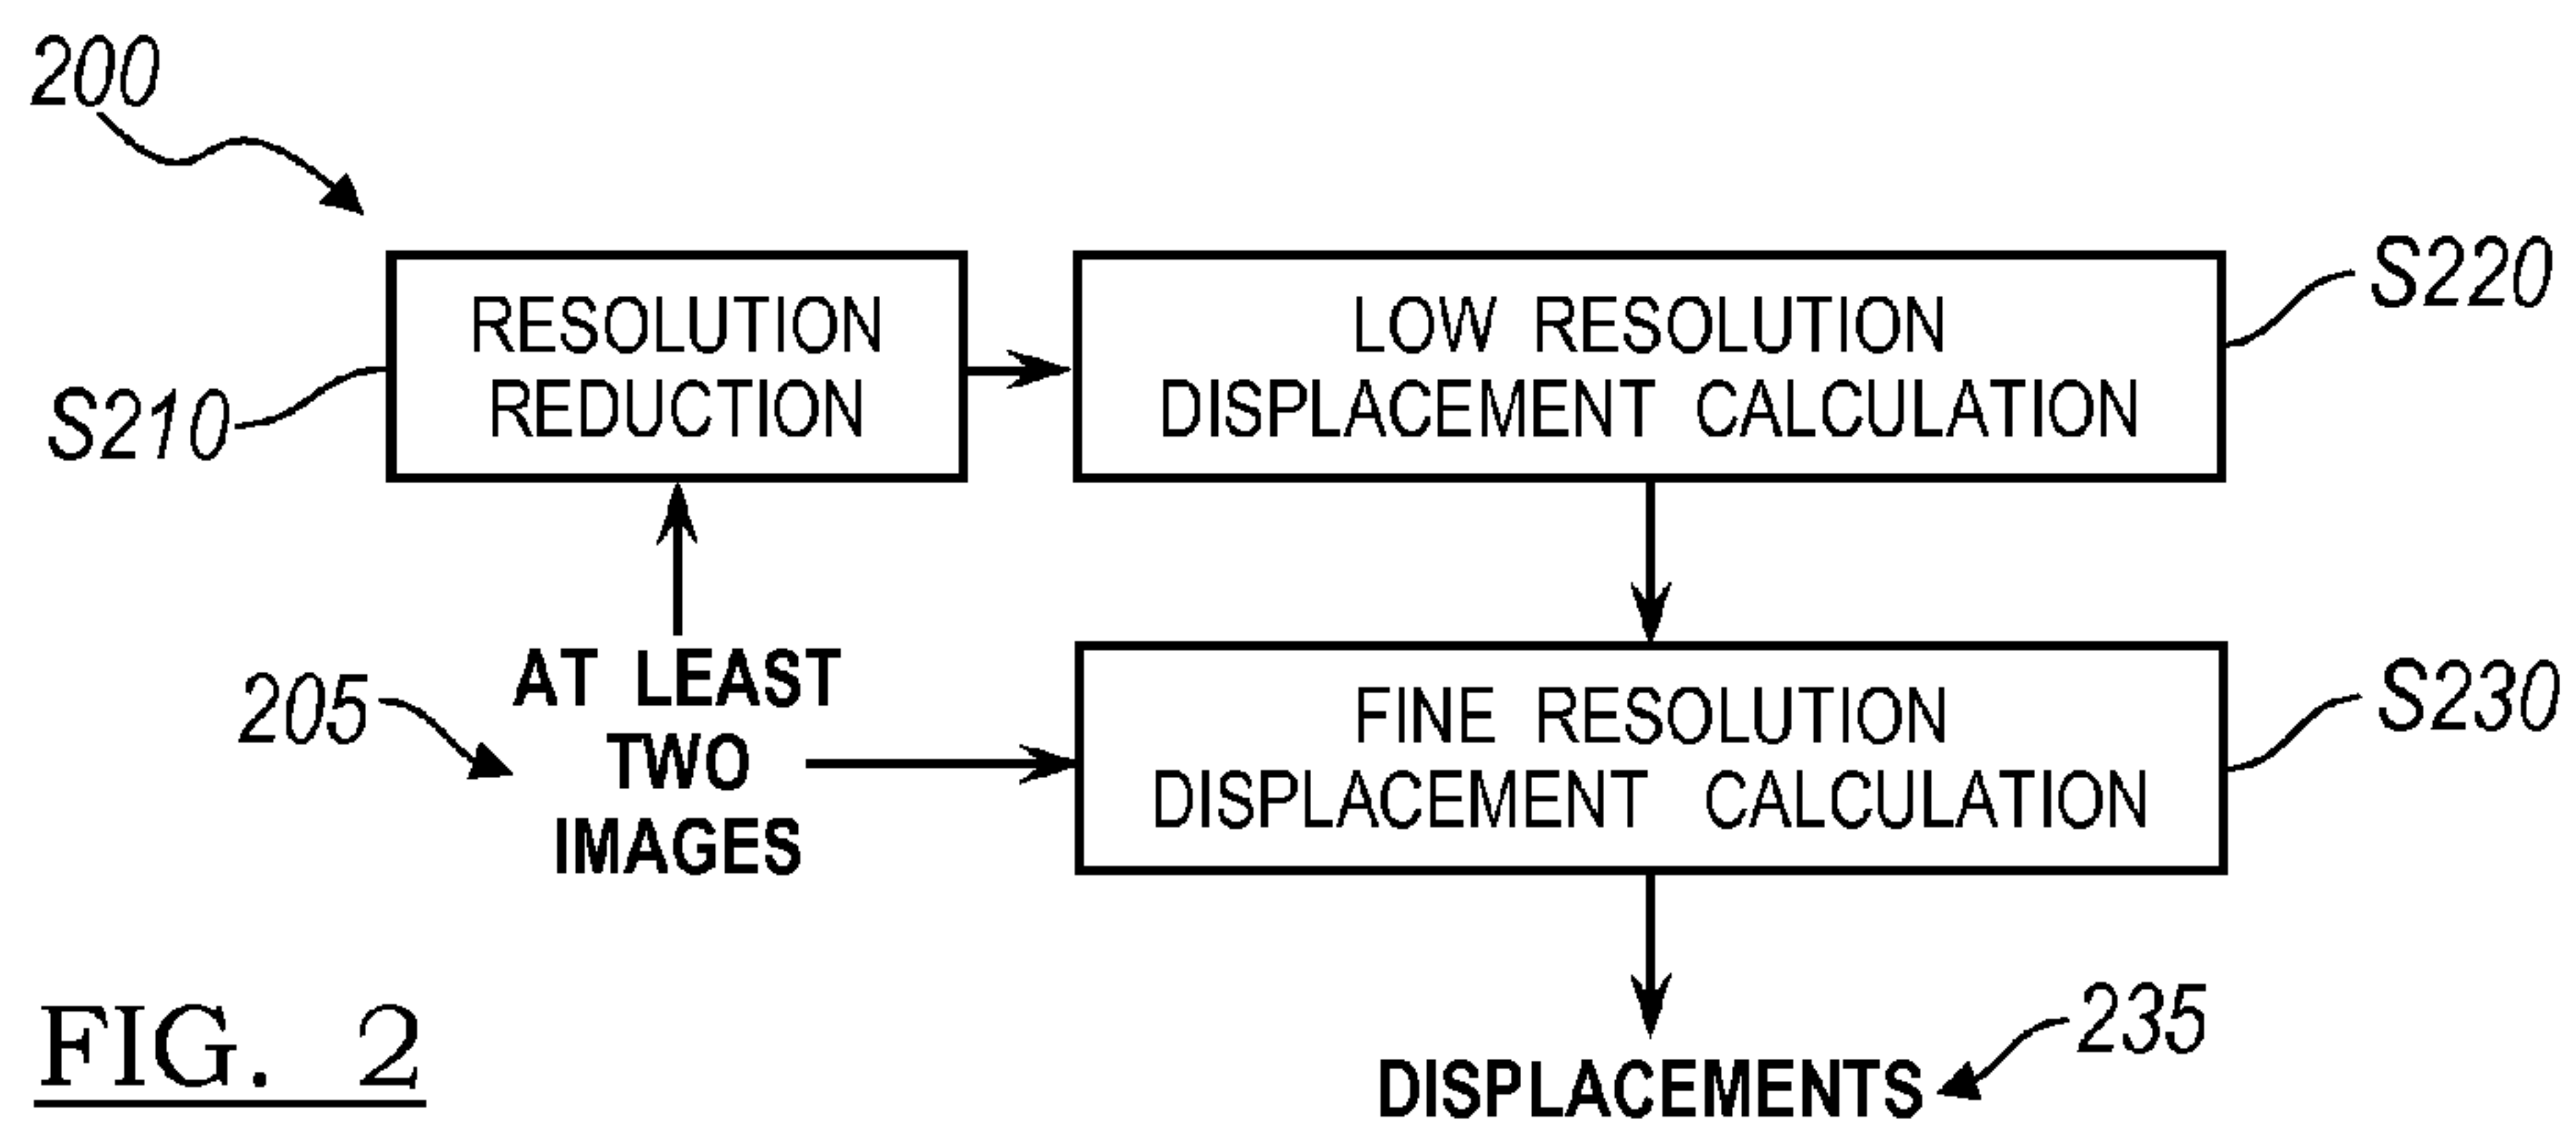 200
RESOLUTION
REDUCTION
S210
LOW RESOLUTION
DISPLACEMENT CALCULATION
S220
AT LEAST
TWO
IMAGES
205
FINE RESOLUTION
DISPLACEMENT CALCULATION
S230
DISPLACEMENTS
235
FIG. 2